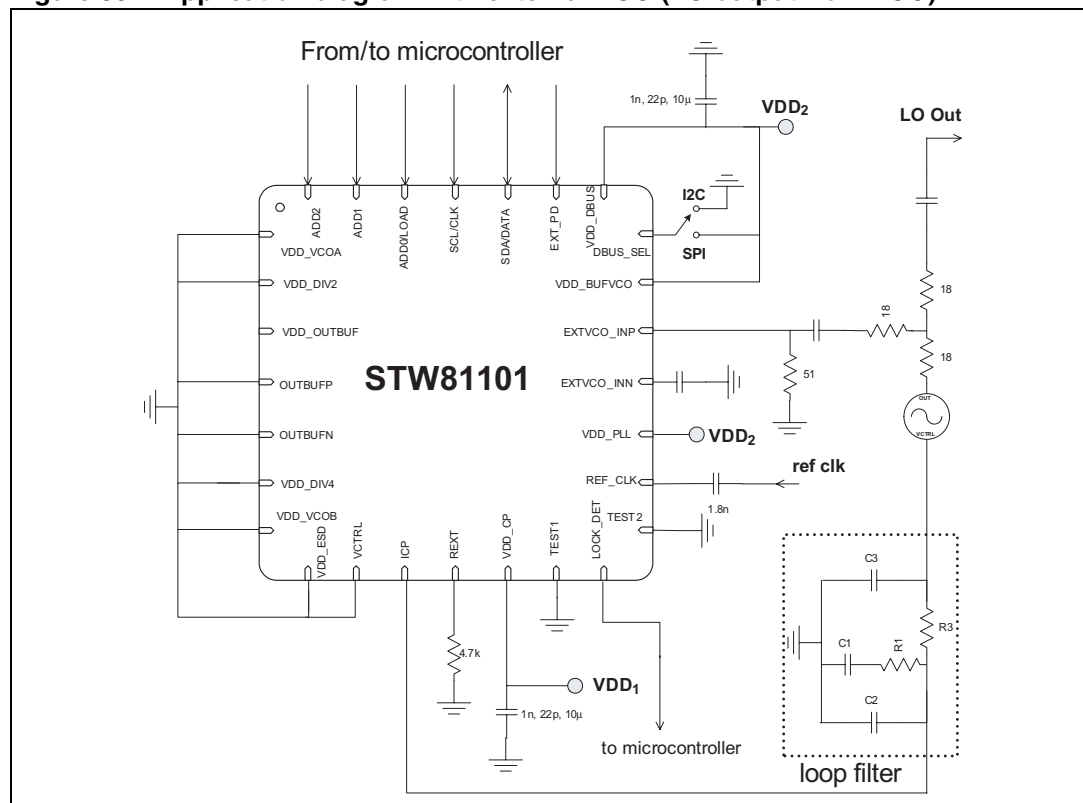 From/to microcontroller
1n, 22p, 10µ
VDD2
LO Out
ADD2
ADD1
ADD0/LOAD
SCL/CLK
SDA/DATA
EXT_PD
VDD_DBUS
I2C
SPI
DBUS_SEL
VDD_VCOA
VDD_DIV2
VDD_BUFVCO
18
18
18
VDD_OUTBUF
EXTVCO_INP
STW81101
51
OUTBUFP
EXTVCO_INN
OUT
VCTRL
OUTBUFN
VDD_PLL
VDD2
VDD_DIV4
REF_CLK
ref clk
1.8n
VDD_VCOB
TEST2
VDD_ESD
VCTRL
ICP
REXT
VDD_CP
TEST1
LOCK_DET
C3
R3
C1
R1
C2
4.7k
VDD1
1n, 22p, 10µ
to microcontroller
loop filter